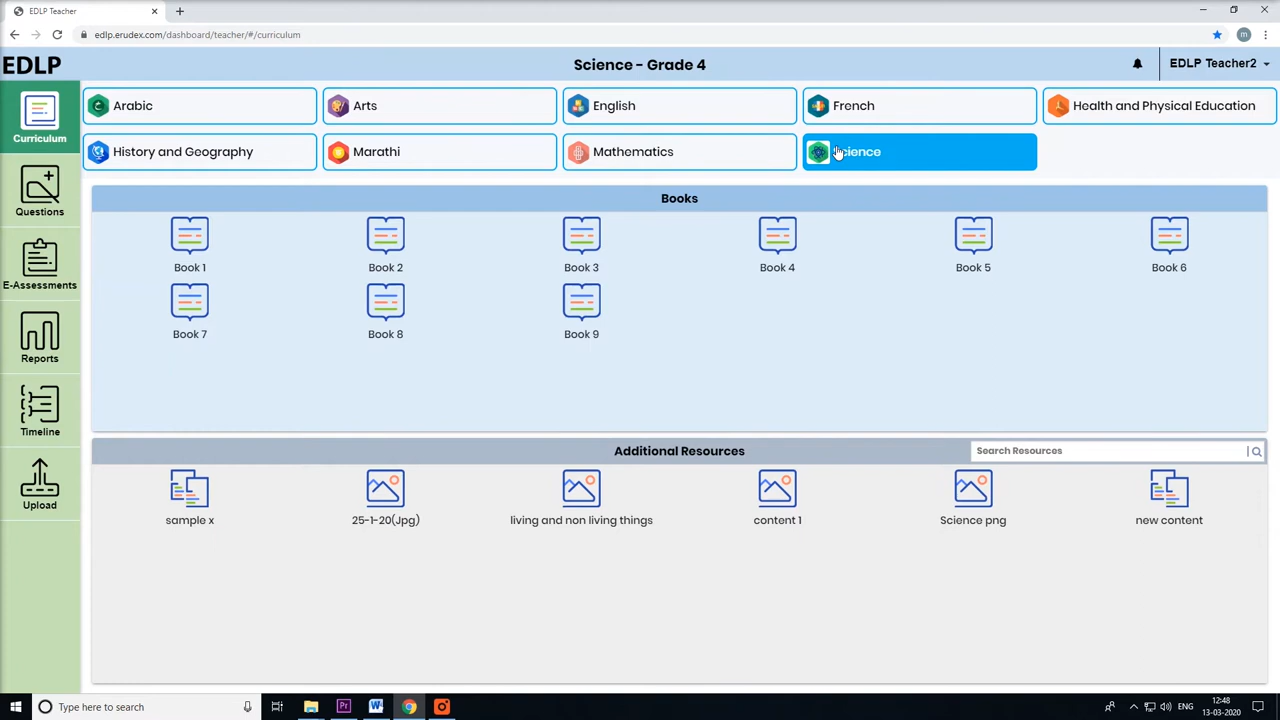 EDLP Teacher
edlp.erudex.com/dashboard/teacher/#/curriculum
m
EDLP
Science - Grade 4
EDLP Teacher2
Curriculum
Questions
E-Assessments
Reports
Timeline
Upload
Arabic
Arts
English
French
Health and Physical Education
History and Geography
Marathi
Mathematics
Science
Books
Book 1
Book 2
Book 3
Book 4
Book 5
Book 6
Book 7
Book 8
Book 9
Additional Resources
Search Resources
sample x
25-1-20(Jpg)
living and non living things
content 1
Science png
new content
Type here to search
Pr
W
ENG
12:48
13-03-2020